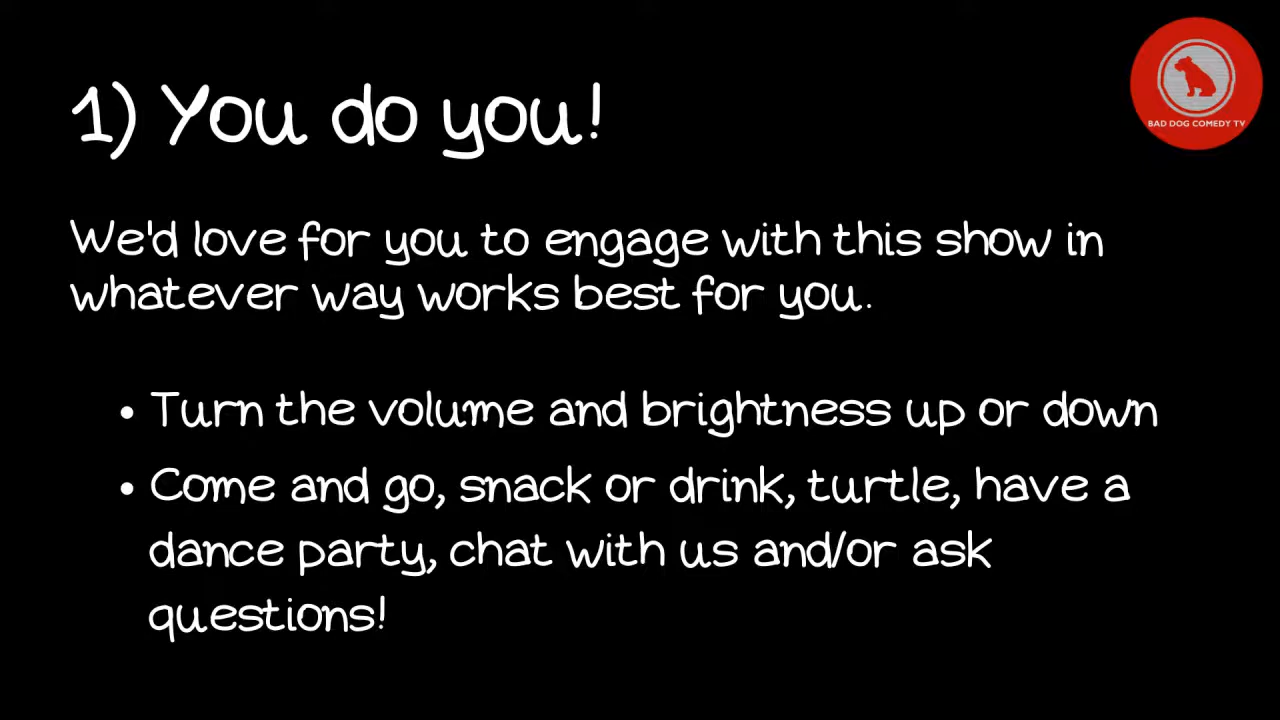 1) You do you!
BAD DOG COMEDY TV
We'd love for you to engage with this show in
whatever way works best for you.
• Turn the volume and brightness up or down
• Come and go, snack or drink, turtle, have a
dance party, chat with us and/or ask
questions!